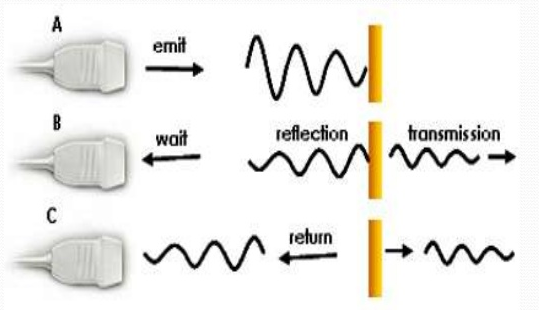 A
emit
B
wait
reflection
transmission
C
return